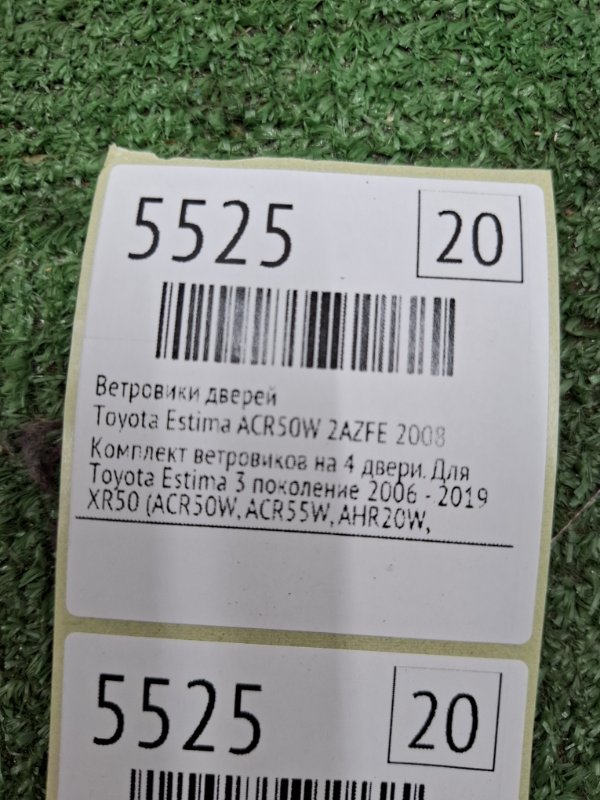 5525 20
Ветровики дверей
Toyota Estima ACR50W 2AZFE 2008
Комплект ветровиков на 4 двери. Для
Toyota Estima 3 поколение 2006 - 2019
XR50 (ACR50W, ACR55W, AHR20W,
5525 20